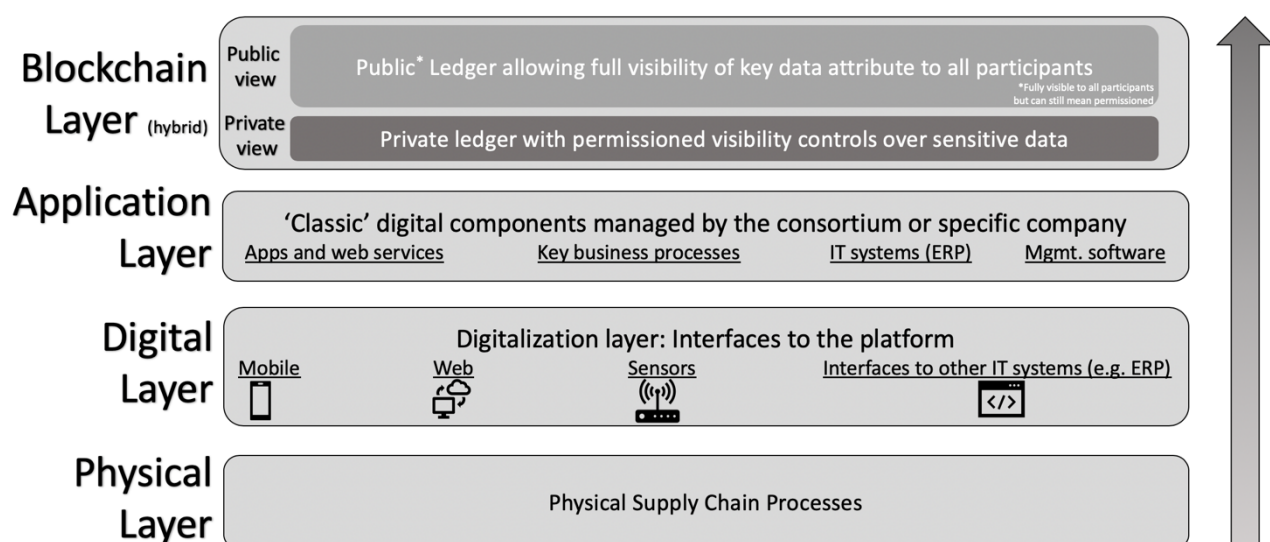 Blockchain
Layer (hybrid)
Public
view
Public* Ledger allowing full visibility of key data attribute to all participants
*Fully visible to all participants
but can still mean permissioned
Private
view
Private ledger with permissioned visibility controls over sensitive data
Application
Layer
‘Classic’ digital components managed by the consortium or specific company
Apps and web services Key business processes IT systems (ERP) Mgmt. software
Digital
Layer
Digitalization layer: Interfaces to the platform
Mobile Web Sensors Interfaces to other IT systems (e.g. ERP)
</>
Physical
Layer
Physical Supply Chain Processes